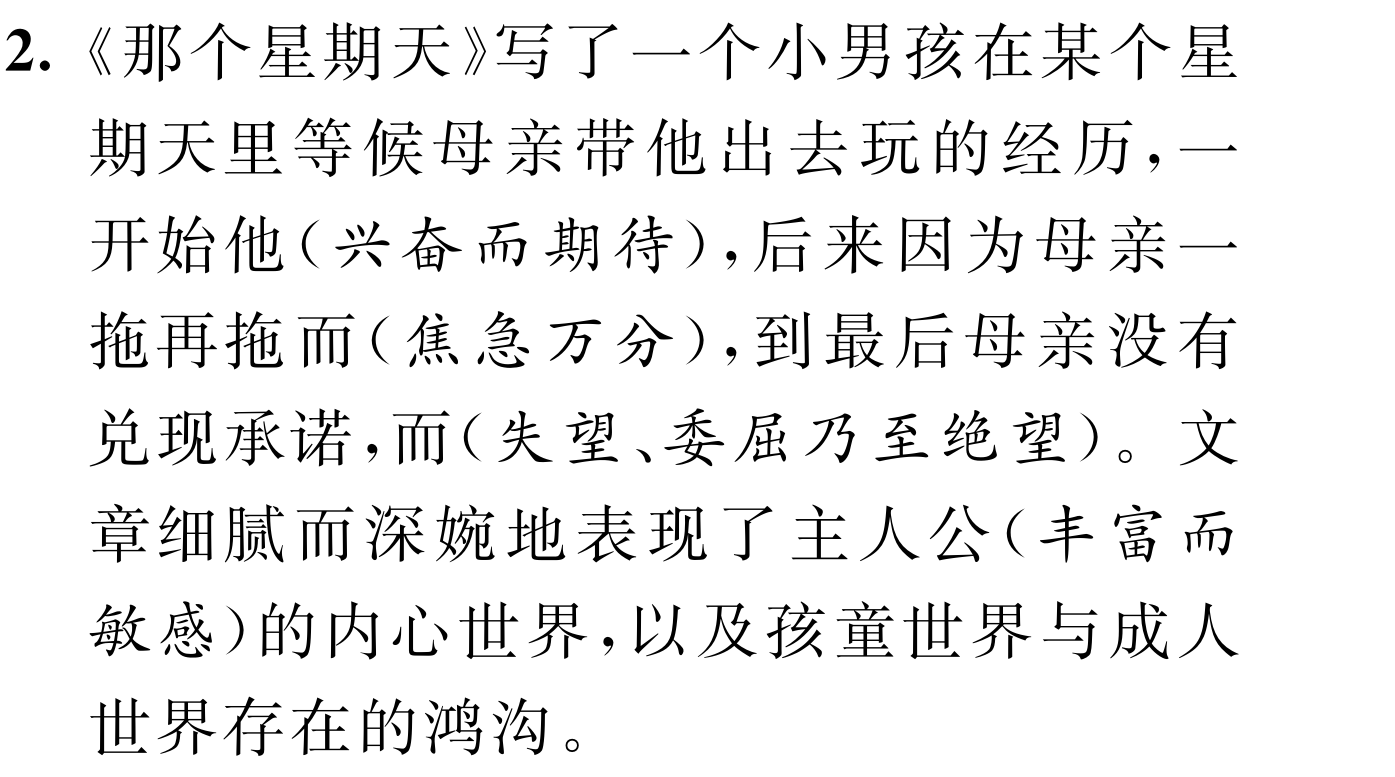 2.《那个星期天》写了一个小男孩在某个星
期天里等候母亲带他出去玩的经历,一
开始他(兴奋而期待),后来因为母亲一
拖再拖而(焦急万分),到最后母亲没有
兑现承诺,而(失望、委屈乃至绝望)。文
章细腻而深婉地表现了主人公(丰富而
敏感)的内心世界,以及孩童世界与成人
世界存在的鸿沟。